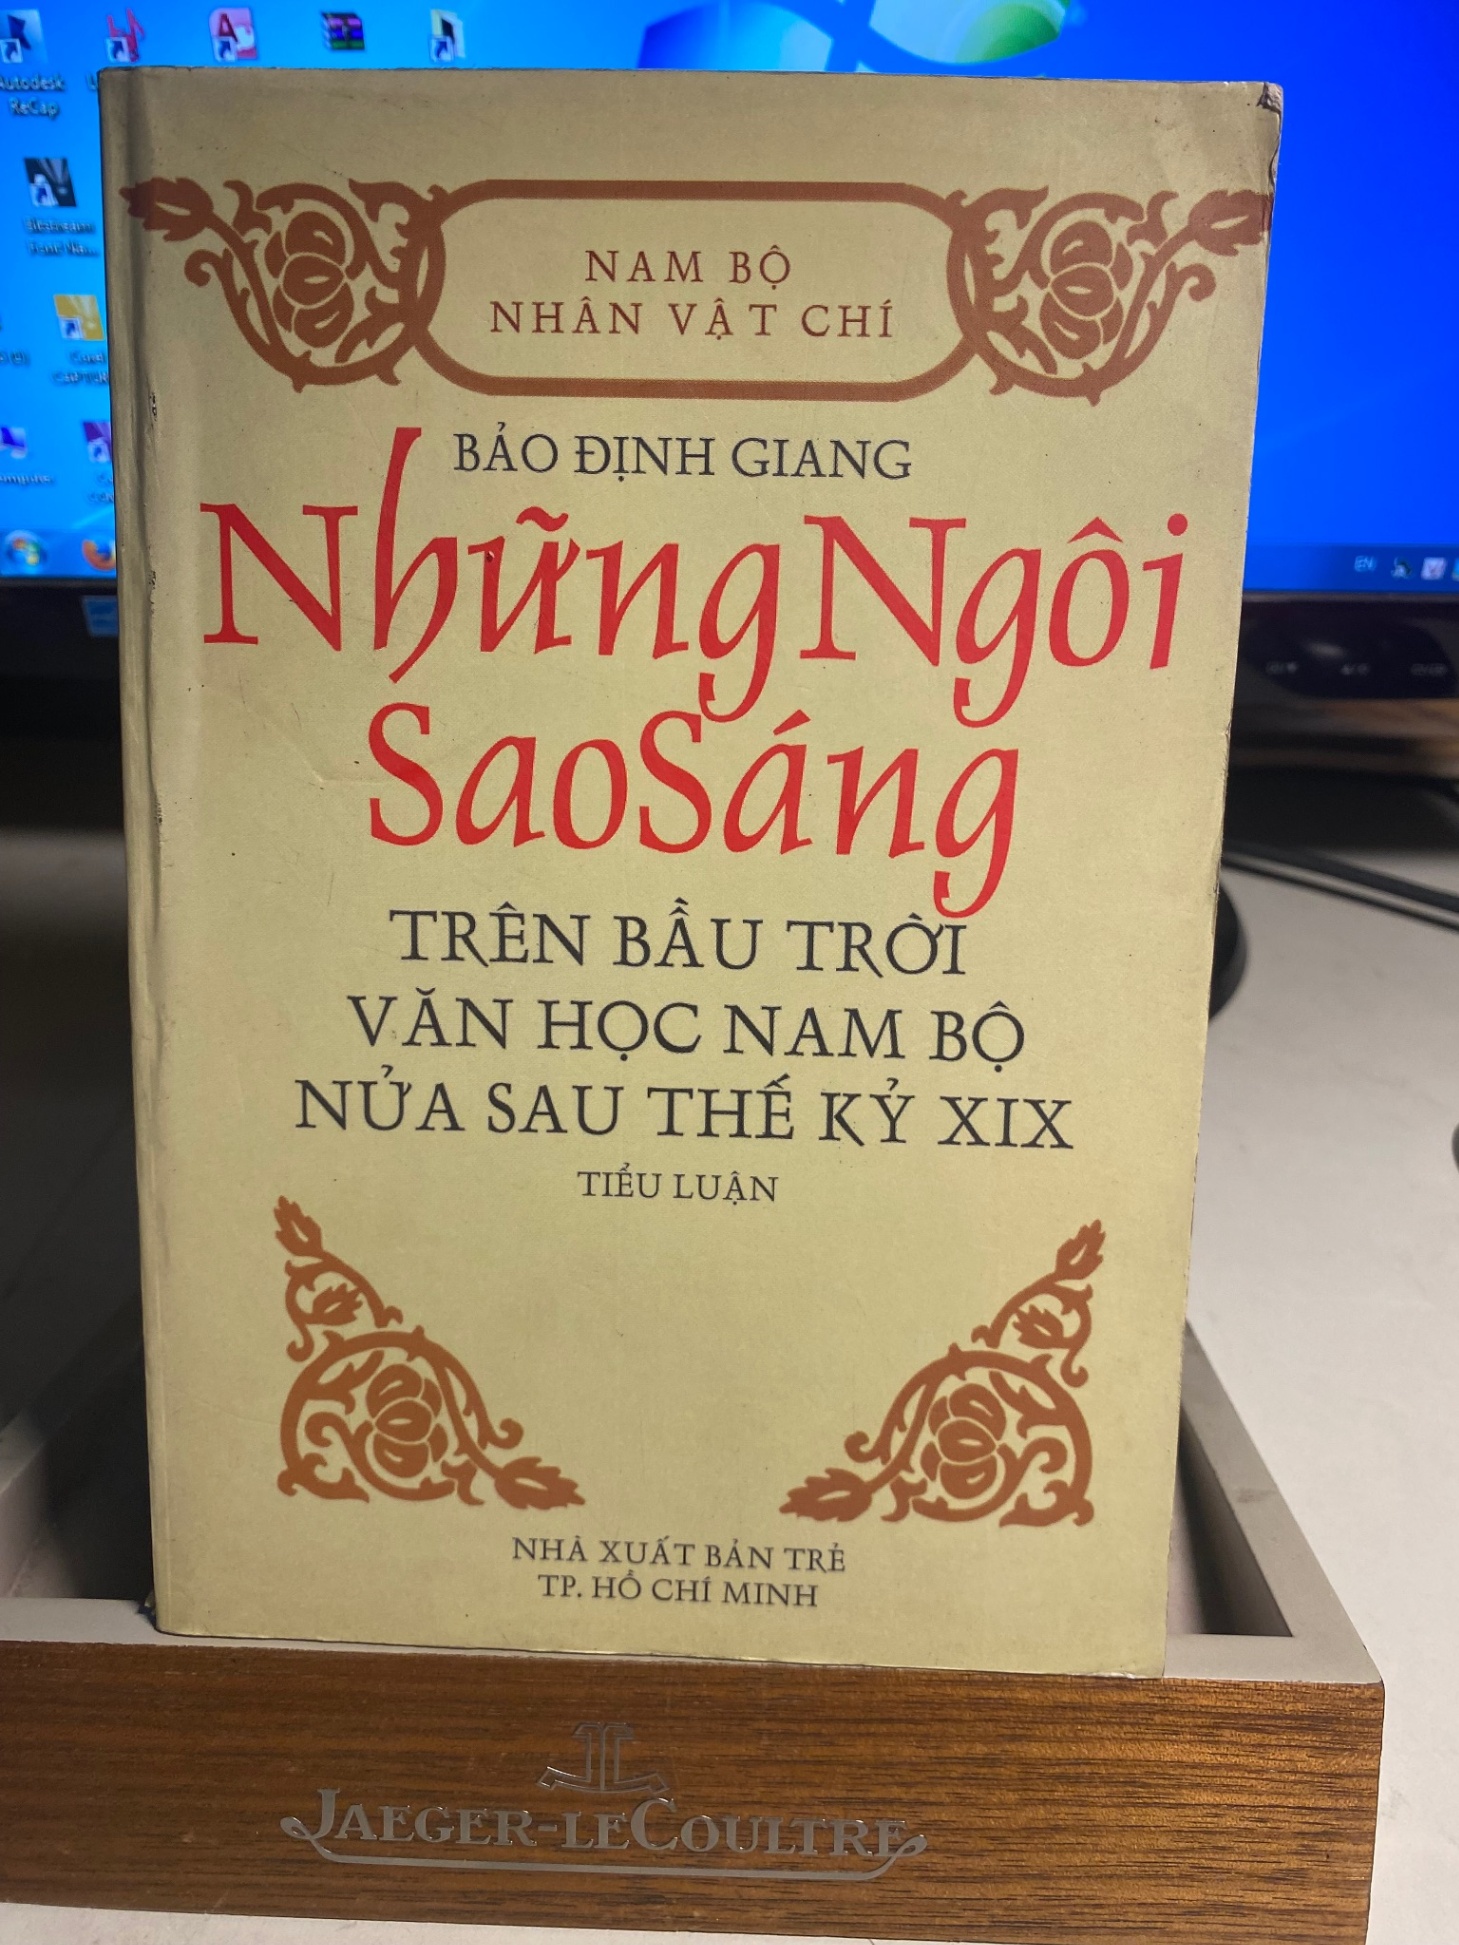 Autodesk
ReCap
EN
NAM BỘ
NHÂN VẬT CHÍ
BẢO ĐỊNH GIANG
Những Ngôi
Sao Sáng
TRÊN BẦU TRỜI
VĂN HỌC NAM BỘ
NỬA SAU THẾ KỶ XIX
TIỂU LUẬN
NHÀ XUẤT BẢN TRẺ
TP. HỒ CHÍ MINH
JAEGER-LECOULTRE